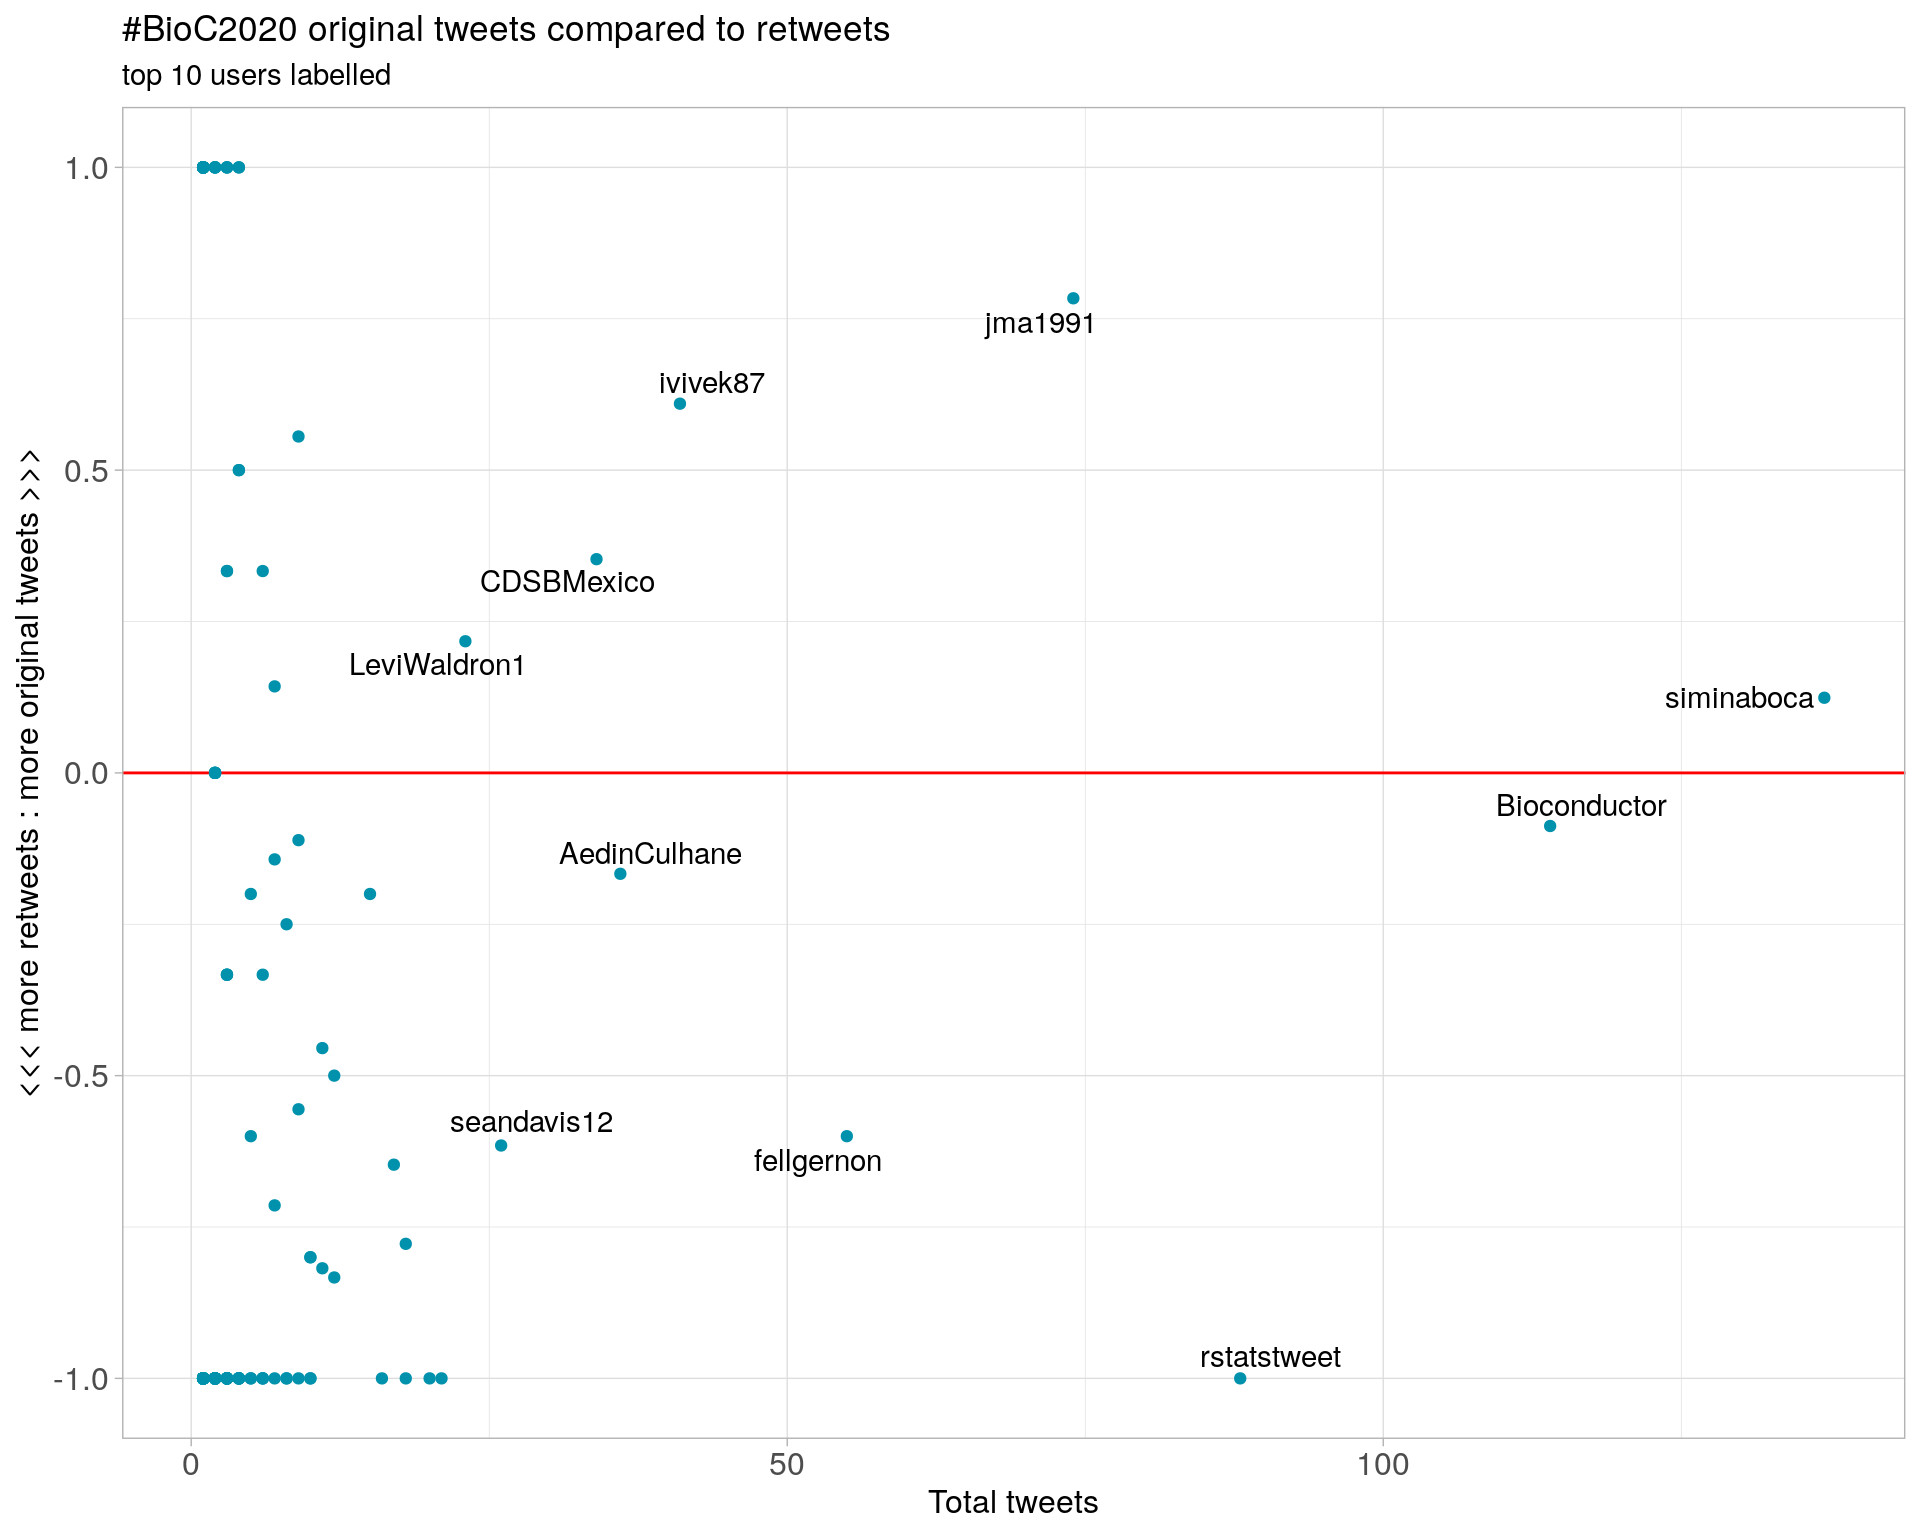 #BioC2020 original tweets compared to retweets
top 10 users labelled
<<< more retweets : more original tweets >>>
1.0
0.5
0.0
-0.5
-1.0
jma1991
ivivek87
CDSBMexico
LeviWaldron1
siminaboca
Bioconductor
AedinCulhane
seandavis12
fellgernon
rstatstweet
0 50 100
Total tweets